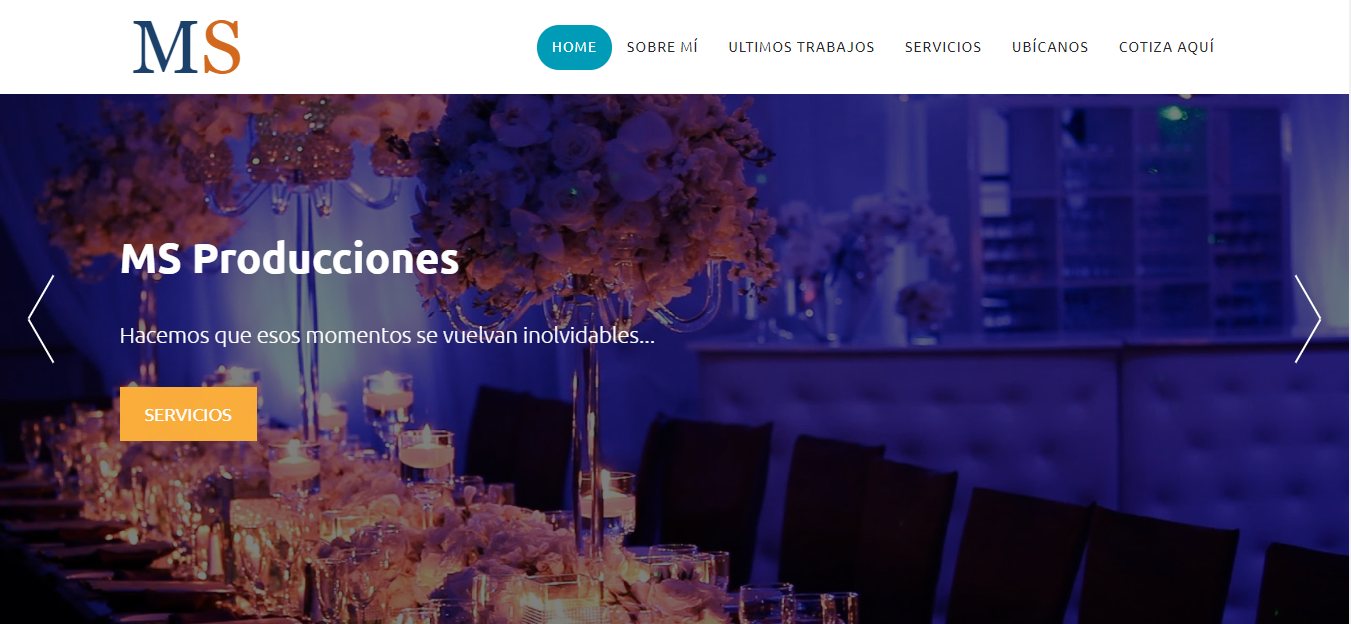 MS
HOME SOBRE MÍ ULTIMOS TRABAJOS SERVICIOS UBÍCANOS COTIZA AQUÍ
MS Producciones
Hacemos que esos momentos se vuelvan inolvidables...
SERVICIOS